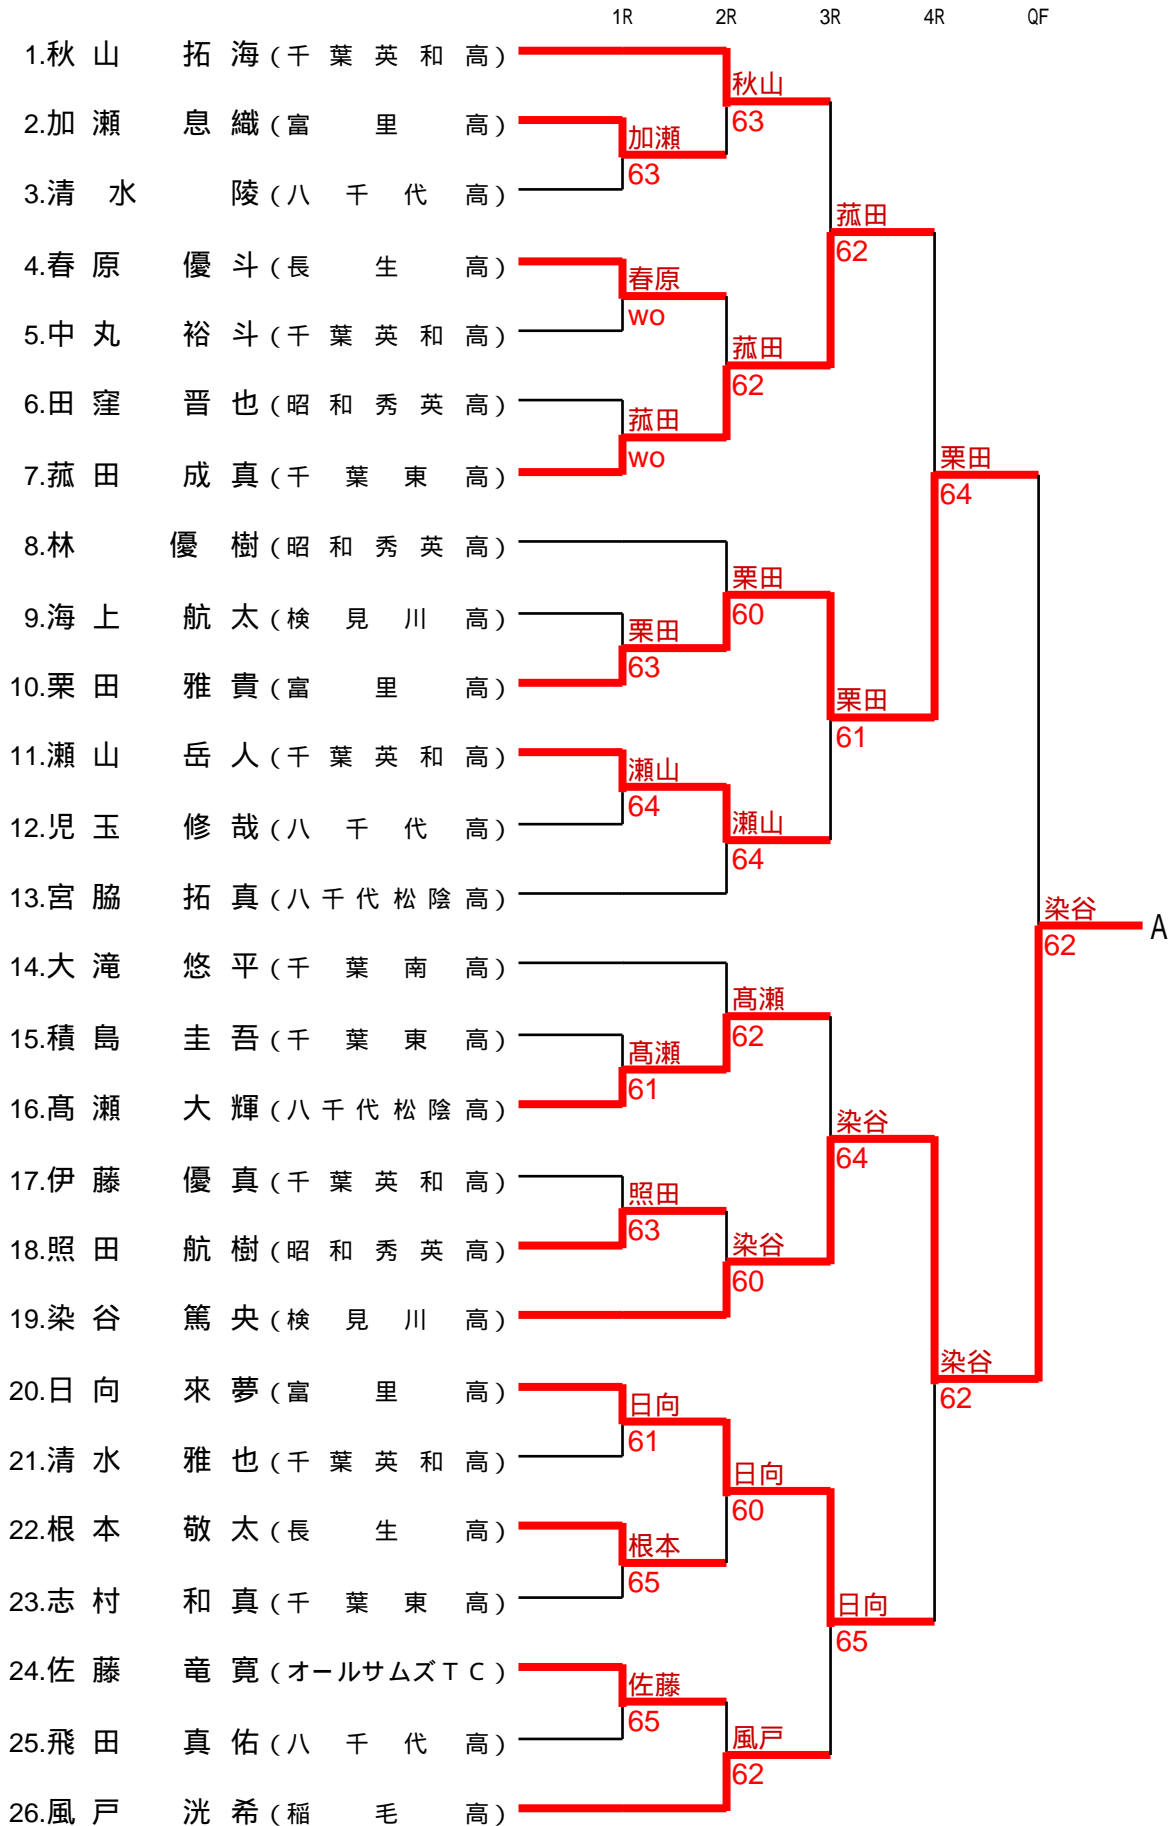 1R 2R 3R 4R QF
1.秋山 拓海(千葉英和高)
秋山
63
2.加瀬 息織(富里高)
加瀬
63
3.清水 陵(八千代高)
菰田
62
4.春原 優斗(長生高)
春原
wo
5.中丸 裕斗(千葉英和高)
菰田
62
6.田窪 晋也(昭和秀英高)
菰田
wo
7.菰田 成真(千葉東高)
栗田
64
8.林 優樹(昭和秀英高)
栗田
60
9.海上 航太(検見川高)
栗田
63
10.栗田 雅貴(富里高)
栗田
61
11.瀬山 岳人(千葉英和高)
瀬山
64
12.児玉 修哉(八千代高)
瀬山
64
13.宮脇 拓真(八千代松陰高)
染谷
62
A
14.大滝 悠平(千葉南高)
髙瀬
62
15.積島 圭吾(千葉東高)
髙瀬
61
16.髙瀬 大輝(八千代松陰高)
染谷
64
17.伊藤 優真(千葉英和高)
照田
63
18.照田 航樹(昭和秀英高)
染谷
60
19.染谷 篤央(検見川高)
染谷
62
20.日向 來夢(富里高)
日向
61
21.清水 雅也(千葉英和高)
日向
60
22.根本 敬太(長生高)
根本
65
23.志村 和真(千葉東高)
日向
65
24.佐藤 竜寛(オールサムズTC)
佐藤
65
25.飛田 真佑(八千代高)
風戸
62
26.風戸 洸希(稲毛高)